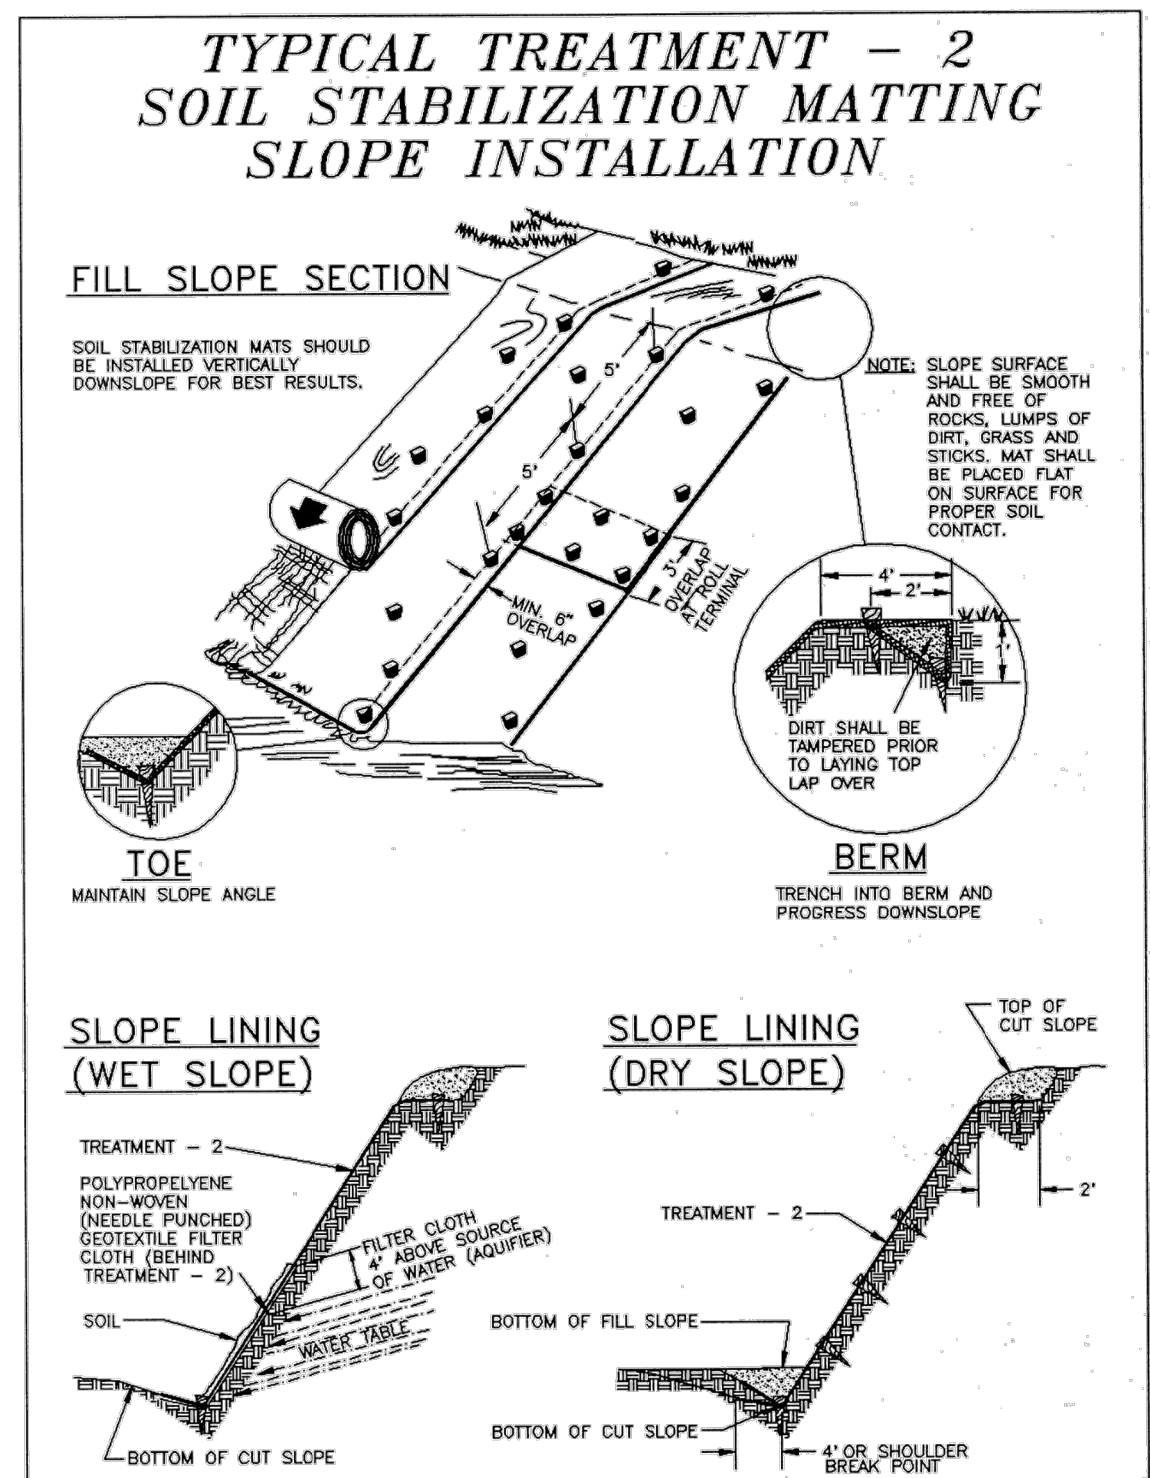 TYPICAL TREATMENT - 2
SOIL STABILIZATION MATTING
SLOPE INSTALLATION
FILL SLOPE SECTION
SOIL STABILIZATION MATS SHOULD
BE INSTALLED VERTICALLY
DOWNSLOPE FOR BEST RESULTS.
NOTE: SLOPE SURFACE
SHALL BE SMOOTH
AND FREE OF
ROCKS, LUMPS OF
DIRT, GRASS AND
STICKS. MAT SHALL
BE PLACED FLAT
ON SURFACE FOR
PROPER SOIL
CONTACT.
5'
5'
MIN. 6"
OVERLAP
3'
OVERLAP
AT ROLL
TERMINAL
4'
2'
1'
DIRT SHALL BE
TAMPERED PRIOR
TO LAYING TOP
LAP OVER
TOE
MAINTAIN SLOPE ANGLE
BERM
TRENCH INTO BERM AND
PROGRESS DOWNSLOPE
SLOPE LINING
(WET SLOPE)
TREATMENT - 2
POLYPROPELYENE
NON-WOVEN
(NEEDLE PUNCHED)
GEOTEXTILE FILTER
CLOTH (BEHIND
TREATMENT - 2)
SOIL
FILTER CLOTH
4' ABOVE SOURCE
OF WATER (AQUIFIER)
WATER TABLE
BOTTOM OF CUT SLOPE
SLOPE LINING
(DRY SLOPE)
TOP OF
CUT SLOPE
2'
TREATMENT - 2
BOTTOM OF FILL SLOPE
BOTTOM OF CUT SLOPE
4' OR SHOULDER
BREAK POINT